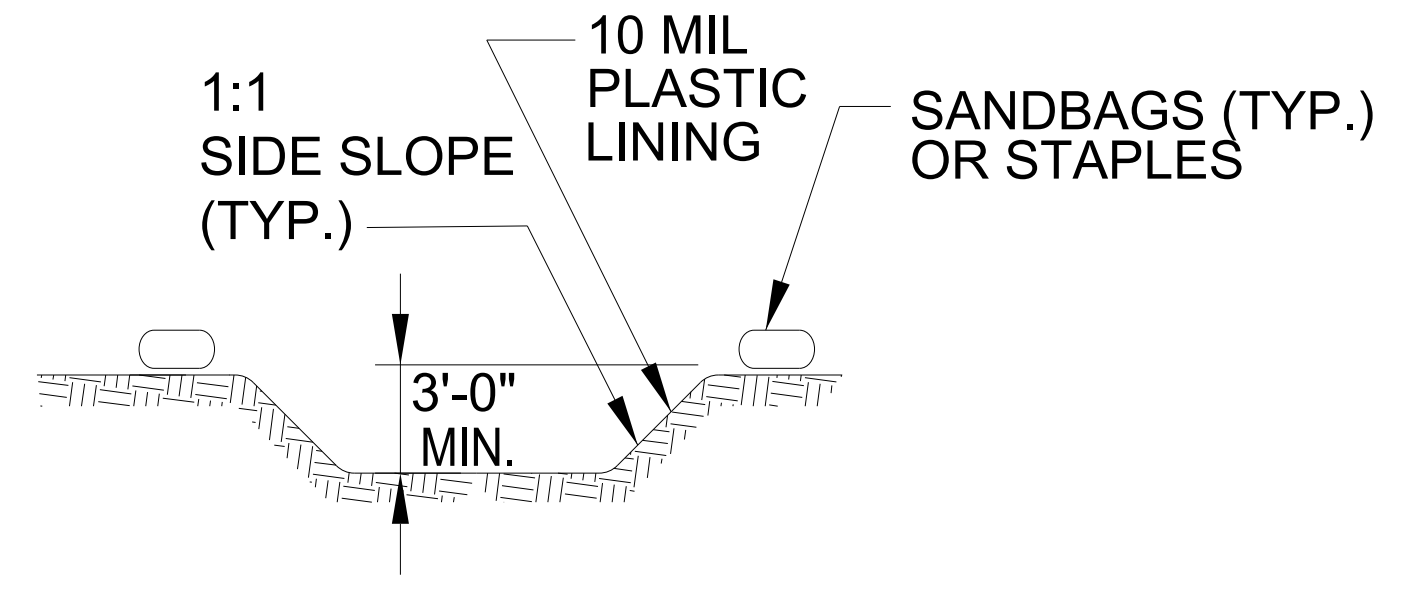 10 MIL
PLASTIC
LINING
1:1
SIDE SLOPE
(TYP.)
SANDBAGS (TYP.)
OR STAPLES
3'-0"
MIN.